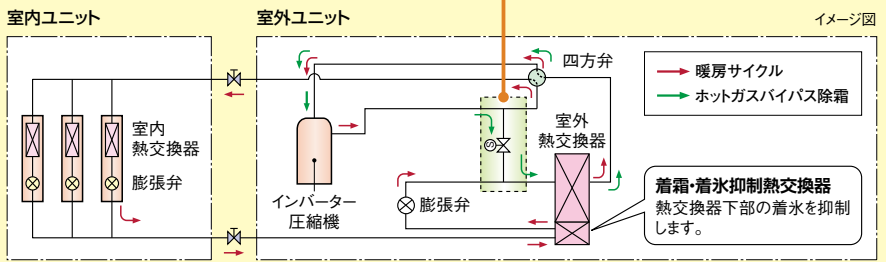 室内ユニット
室外ユニット
イメージ図
四方弁
暖房サイクル
ホットガスバイパス除霜
室内
熱交換器
膨張弁
インバーター
圧縮機
S
膨張弁
室外
熱交換器
着霜・着氷抑制熱交換器
熱交換器下部の着氷を抑制
します。